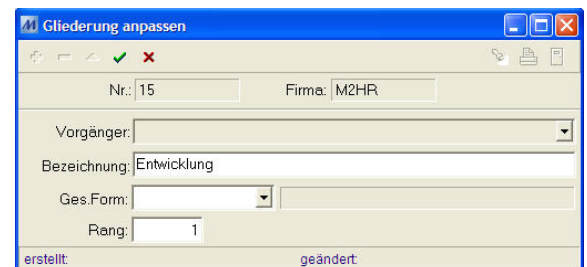 Gliederung anpassen
Nr.: 15 Firma: M2HR
Vorgänger:
Bezeichnung: Entwicklung
Ges.Form:
Rang: 1
erstellt: geändert: